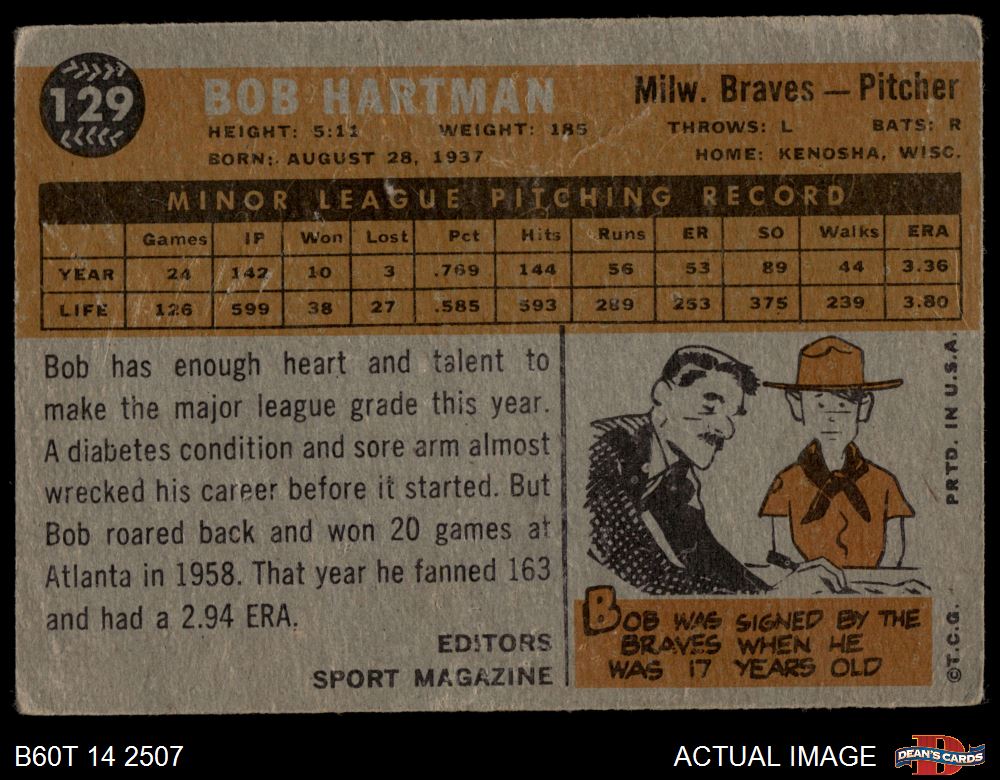 129
BOB HARTMAN
Milw. Braves — Pitcher
HEIGHT: 5:11 WEIGHT: 185 THROWS: L BATS: R
BORN: AUGUST 28, 1937 HOME: KENOSHA, WISC.
MINOR LEAGUE PITCHING RECORD
Games IP Won Lost Pct Hits Runs ER SO Walks ERA
YEAR 24 142 10 3 .769 144 56 53 89 44 3.36
LIFE 126 599 38 27 .585 593 289 253 375 239 3.80
Bob has enough heart and talent to
make the major league grade this year.
A diabetes condition and sore arm almost
wrecked his career before it started. But
Bob roared back and won 20 games at
Atlanta in 1958. That year he fanned 163
and had a 2.94 ERA.
EDITORS
SPORT MAGAZINE
BOB WAS SIGNED BY THE
BRAVES WHEN HE
WAS 17 YEARS OLD
©T.C.G. PRTD. IN U.S.A.
B60T 14 2507
ACTUAL IMAGE
DEAN'S CARDS